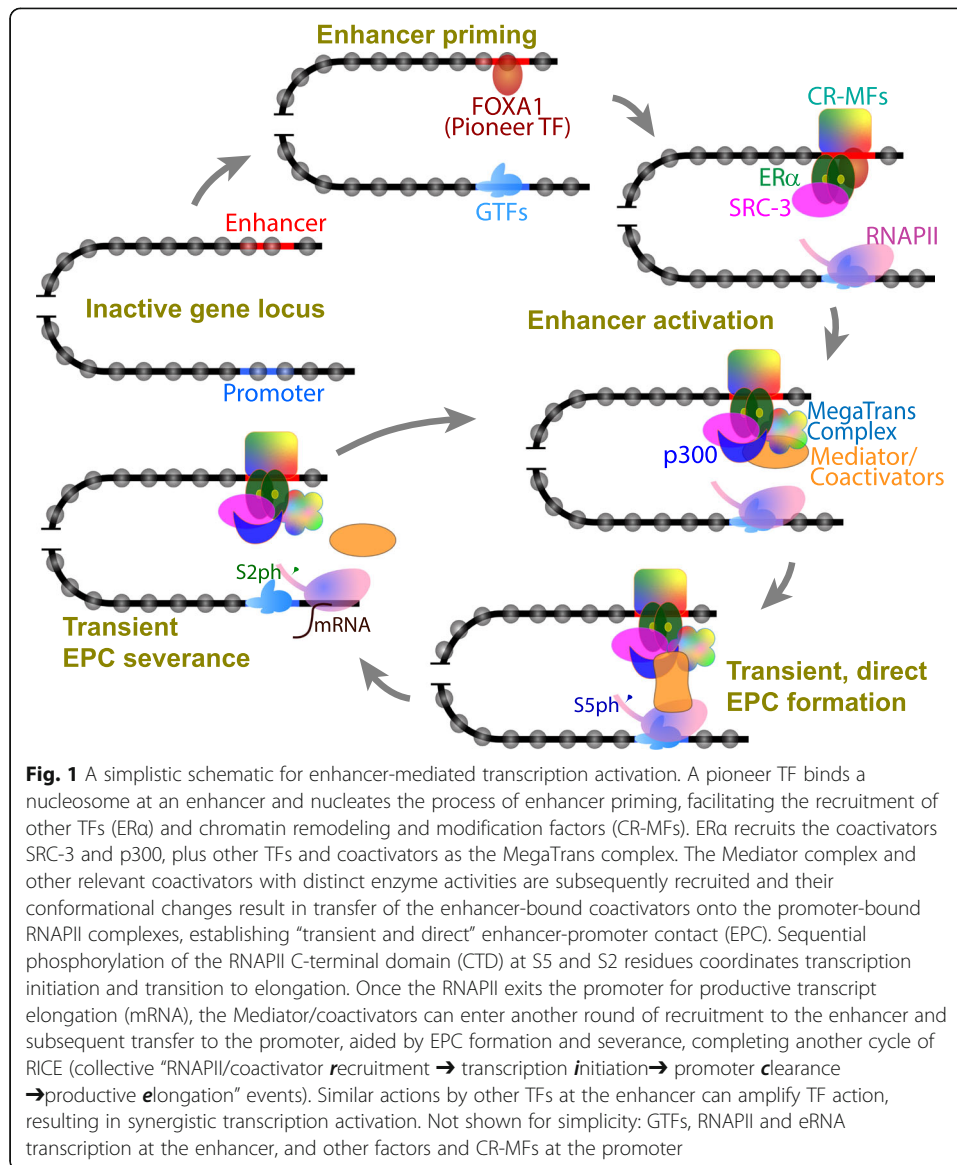 Enhancer priming
FOXA1
(Pioneer TF)
GTFs
CR-MFs
ERα
SRC-3
RNAPII
Enhancer
Inactive gene locus
Promoter
Enhancer activation
MegaTrans
Complex
p300
Mediator/
Coactivators
S2ph
mRNA
Transient
EPC severance
S5ph
Transient, direct
EPC formation
Fig. 1 A simplistic schematic for enhancer-mediated transcription activation. A pioneer TF binds a
nucleosome at an enhancer and nucleates the process of enhancer priming, facilitating the recruitment of
other TFs (ERα) and chromatin remodeling and modification factors (CR-MFs). ERα recruits the coactivators
SRC-3 and p300, plus other TFs and coactivators as the MegaTrans complex. The Mediator complex and
other relevant coactivators with distinct enzyme activities are subsequently recruited and their
conformational changes result in transfer of the enhancer-bound coactivators onto the promoter-bound
RNAPII complexes, establishing “transient and direct” enhancer-promoter contact (EPC). Sequential
phosphorylation of the RNAPII C-terminal domain (CTD) at S5 and S2 residues coordinates transcription
initiation and transition to elongation. Once the RNAPII exits the promoter for productive transcript
elongation (mRNA), the Mediator/coactivators can enter another round of recruitment to the enhancer and
subsequent transfer to the promoter, aided by EPC formation and severance, completing another cycle of
RICE (collective “RNAPII/coactivator recruitment ➔ transcription initiation➔ promoter clearance
➔productive elongation” events). Similar actions by other TFs at the enhancer can amplify TF action,
resulting in synergistic transcription activation. Not shown for simplicity: GTFs, RNAPII and eRNA
transcription at the enhancer, and other factors and CR-MFs at the promoter